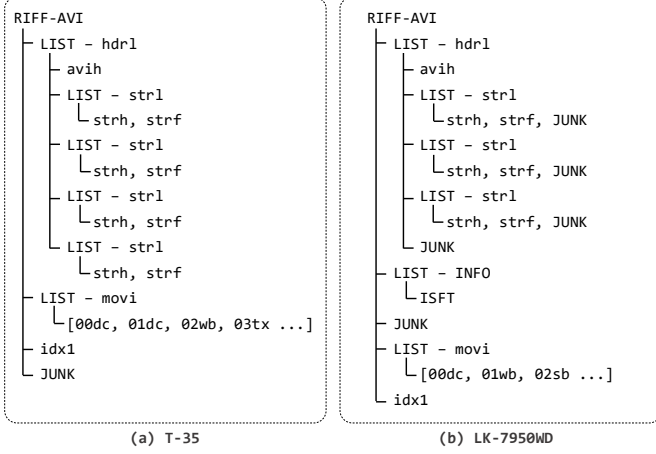 RIFF-AVI
LIST – hdrl
avih
LIST – strl
strh, strf
LIST – strl
strh, strf
LIST – strl
strh, strf
LIST – strl
strh, strf
LIST – movi
[00dc, 01dc, 02wb, 03tx ...]
idx1
JUNK
(a) T-35
RIFF-AVI
LIST – hdrl
avih
LIST – strl
strh, strf, JUNK
LIST – strl
strh, strf, JUNK
LIST – strl
strh, strf, JUNK
JUNK
LIST – INFO
ISFT
JUNK
LIST – movi
[00dc, 01wb, 02sb ...]
idx1
(b) LK-7950WD